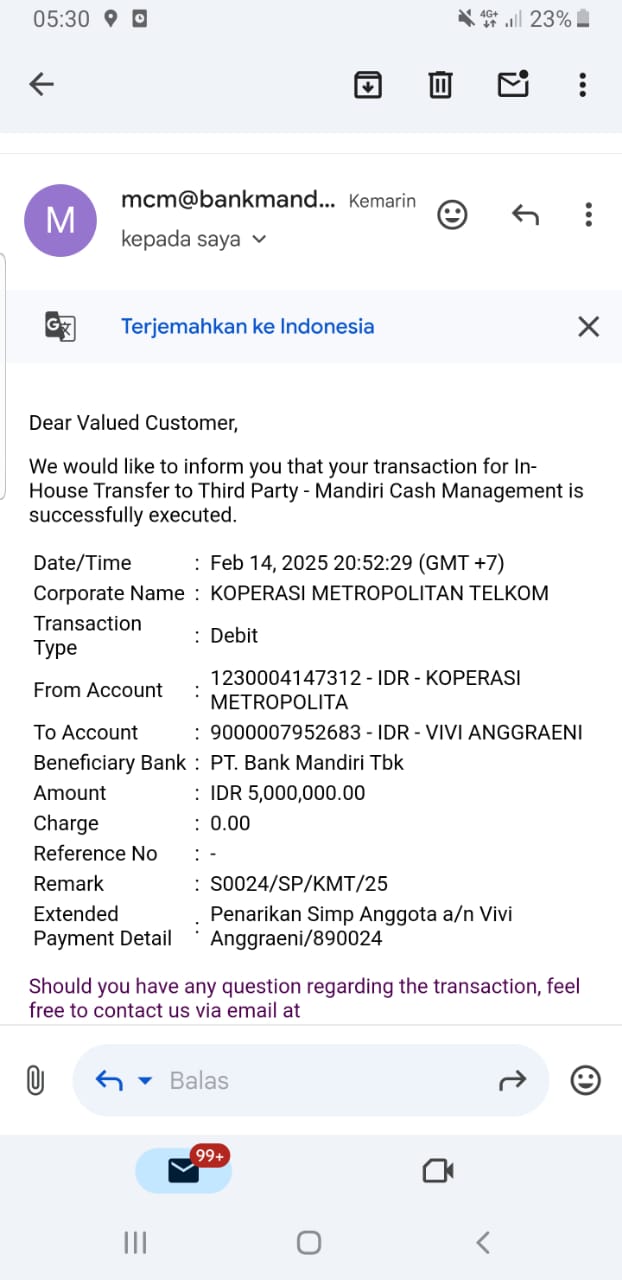 05:30
4G+ 23%
mcm@bankmand... Kemarin
M
kepada saya
G
Terjemahkan ke Indonesia
Dear Valued Customer,
We would like to inform you that your transaction for In-
House Transfer to Third Party - Mandiri Cash Management is
successfully executed.
Date/Time : Feb 14, 2025 20:52:29 (GMT +7)
Corporate Name : KOPERASI METROPOLITAN TELKOM
Transaction
Type : Debit
From Account : 1230004147312 - IDR - KOPERASI
METROPOLITA
To Account : 9000007952683 - IDR - VIVI ANGGRAENI
Beneficiary Bank : PT. Bank Mandiri Tbk
Amount : IDR 5,000,000.00
Charge : 0.00
Reference No : -
Remark : S0024/SP/KMT/25
Extended
Payment Detail : Penarikan Simp Anggota a/n Vivi
Anggraeni/890024
Should you have any question regarding the transaction, feel
free to contact us via email at
Balas
99+